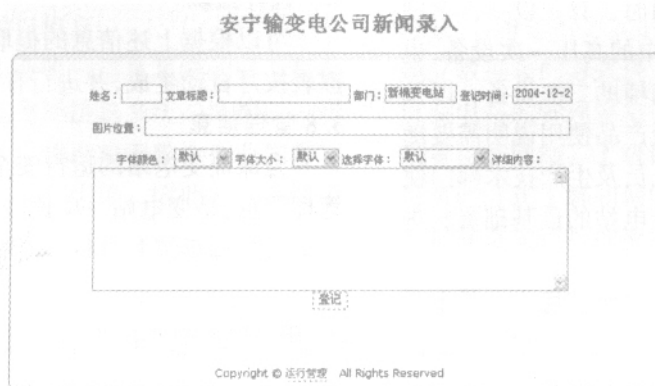 安宁输变电公司新闻录入
姓名： 文章标题： 部门： 变电站 登记时间： 2004-12-2
图片位置：
字体颜色： 默认 字体大小： 默认 选择字体： 默认 详细内容：
登记
Copyright © 运行管理 All Rights Reserved